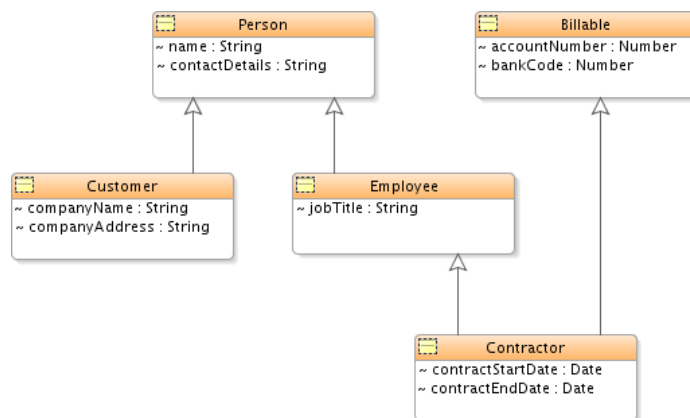 Person
~ name : String
~ contactDetails : String
Billable
~ accountNumber : Number
~ bankCode : Number
Customer
~ companyName : String
~ companyAddress : String
Employee
~ jobTitle : String
Contractor
~ contractStartDate : Date
~ contractEndDate : Date